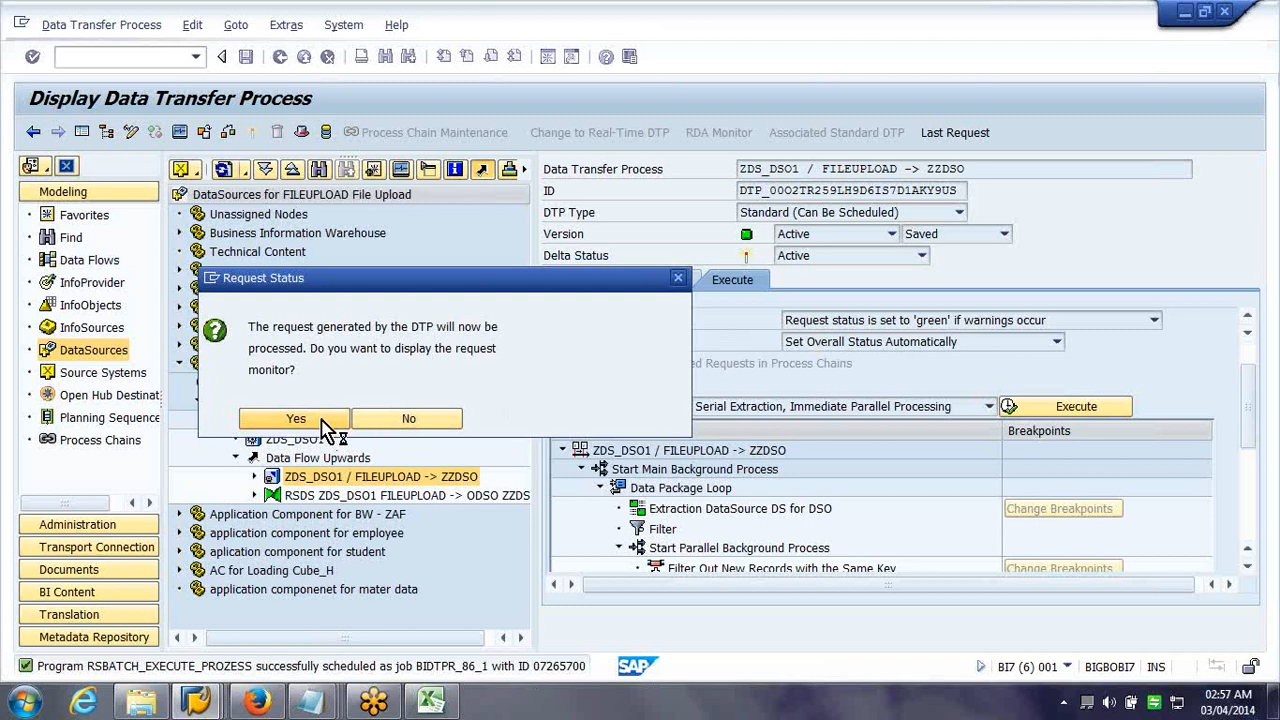 Data Transfer Process Edit Goto Extras System Help
Display Data Transfer Process
Process Chain Maintenance Change to Real-Time DTP RDA Monitor Associated Standard DTP Last Request
Modeling
Favorites
Find
Data Flows
InfoProvider
InfoObjects
InfoSources
DataSources
Source Systems
Open Hub Destinat
Planning Sequence
Process Chains
Administration
Transport Connection
Documents
BI Content
Translation
Metadata Repository
DataSources for FILEUPLOAD File Upload
Unassigned Nodes
Business Information Warehouse
Technical Content
Request Status
The request generated by the DTP will now be
processed. Do you want to display the request
monitor?
Yes No
Data Flow Upwards
ZDS_DSO1 / FILEUPLOAD -> ZZDSO
RSDS ZDS_DSO1 FILEUPLOAD -> ODSO ZZDS
Application Component for BW - ZAF
application component for employee
aplication component for student
AC for Loading Cube_H
application componenet for mater data
Data Transfer Process ZDS_DSO1 / FILEUPLOAD -> ZZDSO
ID DTP_00O2TR259LH9D6IS7D1AKY9US
DTP Type Standard (Can Be Scheduled)
Version Active Saved
Delta Status Active
Execute
Request status is set to 'green' if warnings occur
Set Overall Status Automatically
d Requests in Process Chains
Serial Extraction, Immediate Parallel Processing Execute
Breakpoints
ZDS_DSO1 / FILEUPLOAD -> ZZDSO
Start Main Background Process
Data Package Loop
Extraction DataSource DS for DSO Change Breakpoints
Filter
Start Parallel Background Process
Filter Out New Records with the Same Key Change Breakpoints
Program RSBATCH_EXECUTE_PROZESS successfully scheduled as job BIDTPR_86_1 with ID 07265700
SAP
BI7 (6) 001 BIGBOBI7 INS
02:57 AM
03/04/2014